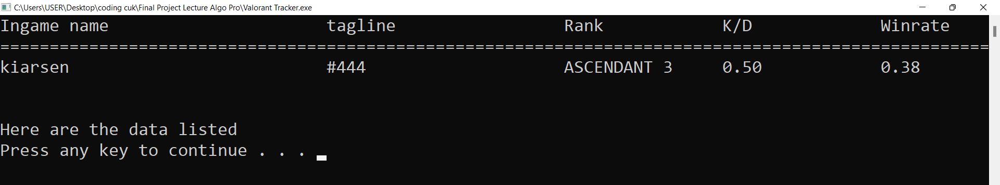 C:\Users\USER\Desktop\coding cuk\Final Project Lecture Algo Pro\Valorant Tracker.exe
Ingame name tagline Rank K/D Winrate
====================================================================================================
kiarsen #444 ASCENDANT 3 0.50 0.38
Here are the data listed
Press any key to continue . . .